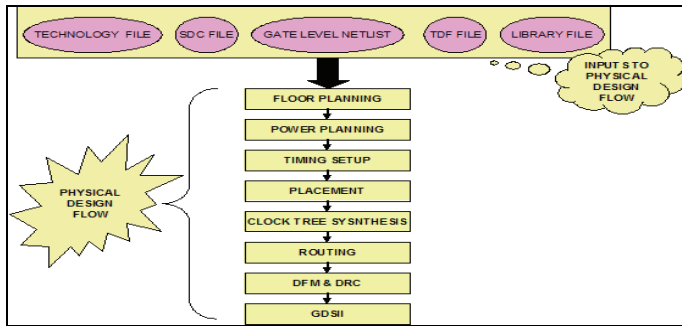 TECHNOLOGY FILE
SDC FILE
GATE LEVEL NETLIST
TDF FILE
LIBRARY FILE
INPUTS TO
PHYSICAL
DESIGN
FLOW
FLOOR PLANNING
POWER PLANNING
TIMING SETUP
PLACEMENT
CLOCK TREE SYSNTHESIS
ROUTING
DFM & DRC
GDSII
PHYSICAL
DESIGN
FLOW